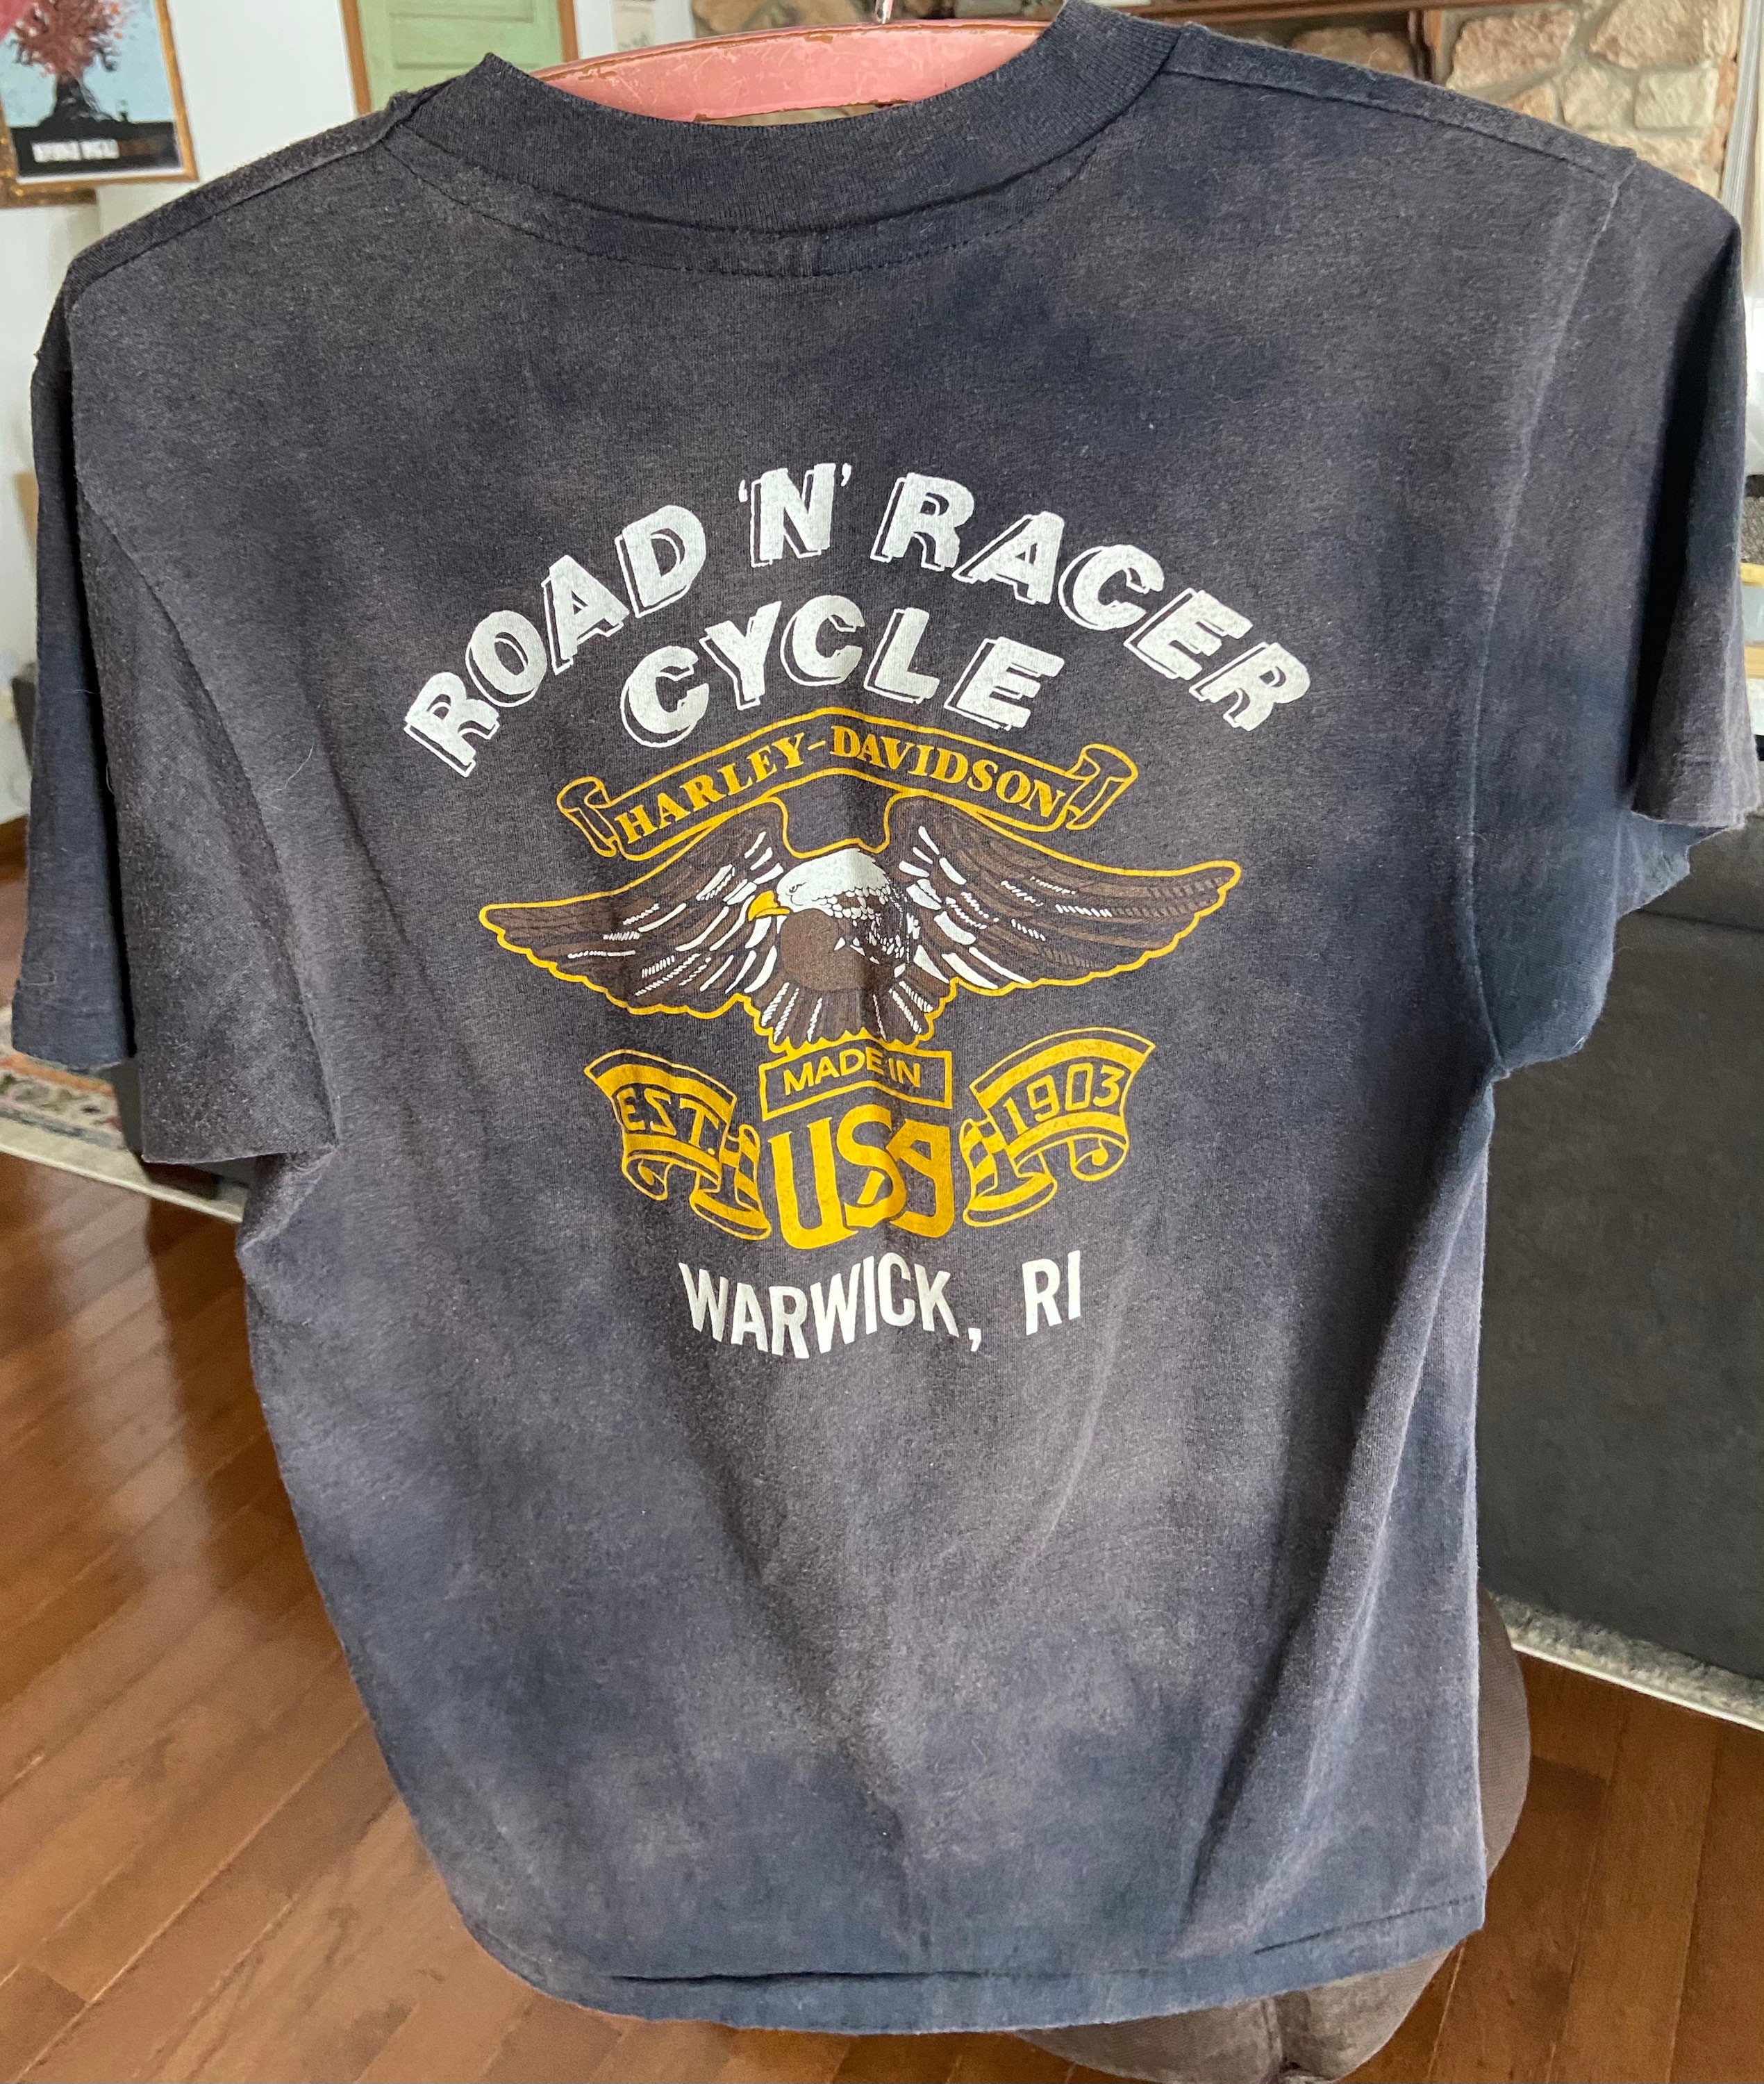 ROAD 'N' RACER
CYCLE
HARLEY-DAVIDSON
MADE IN
EST. USA 1903
WARWICK, RI